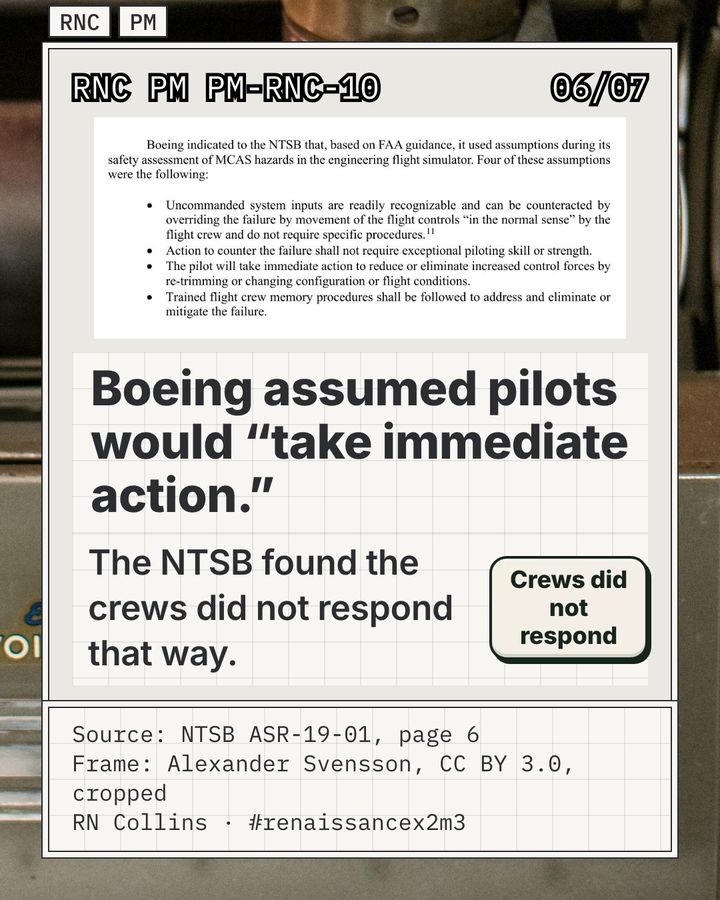 RNC PM
RNC PM PM-RNC-10 06/07
Boeing indicated to the NTSB that, based on FAA guidance, it used assumptions during its
safety assessment of MCAS hazards in the engineering flight simulator. Four of these assumptions
were the following:
• Uncommanded system inputs are readily recognizable and can be counteracted by
overriding the failure by movement of the flight controls “in the normal sense” by the
flight crew and do not require specific procedures.11
• Action to counter the failure shall not require exceptional piloting skill or strength.
• The pilot will take immediate action to reduce or eliminate increased control forces by
re-trimming or changing configuration or flight conditions.
• Trained flight crew memory procedures shall be followed to address and eliminate or
mitigate the failure.
Boeing assumed pilots
would “take immediate
action.”
The NTSB found the
crews did not respond
that way.
Crews did
not
respond
Source: NTSB ASR-19-01, page 6
Frame: Alexander Svensson, CC BY 3.0,
cropped
RN Collins · #renaissancex2m3